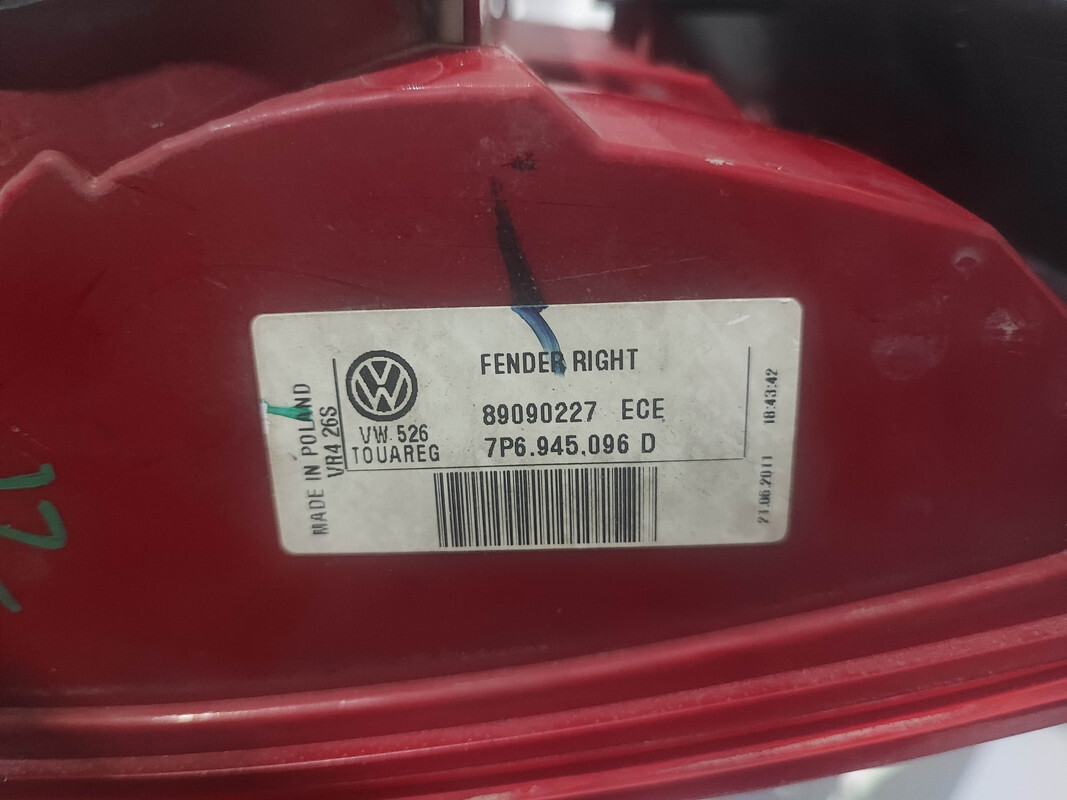 FENDER RIGHT
89090227 ECE
7P6.945.096 D
VW 526
TOUAREG
MADE IN POLAND
VR4 26S
21.06.2011 18:43:42